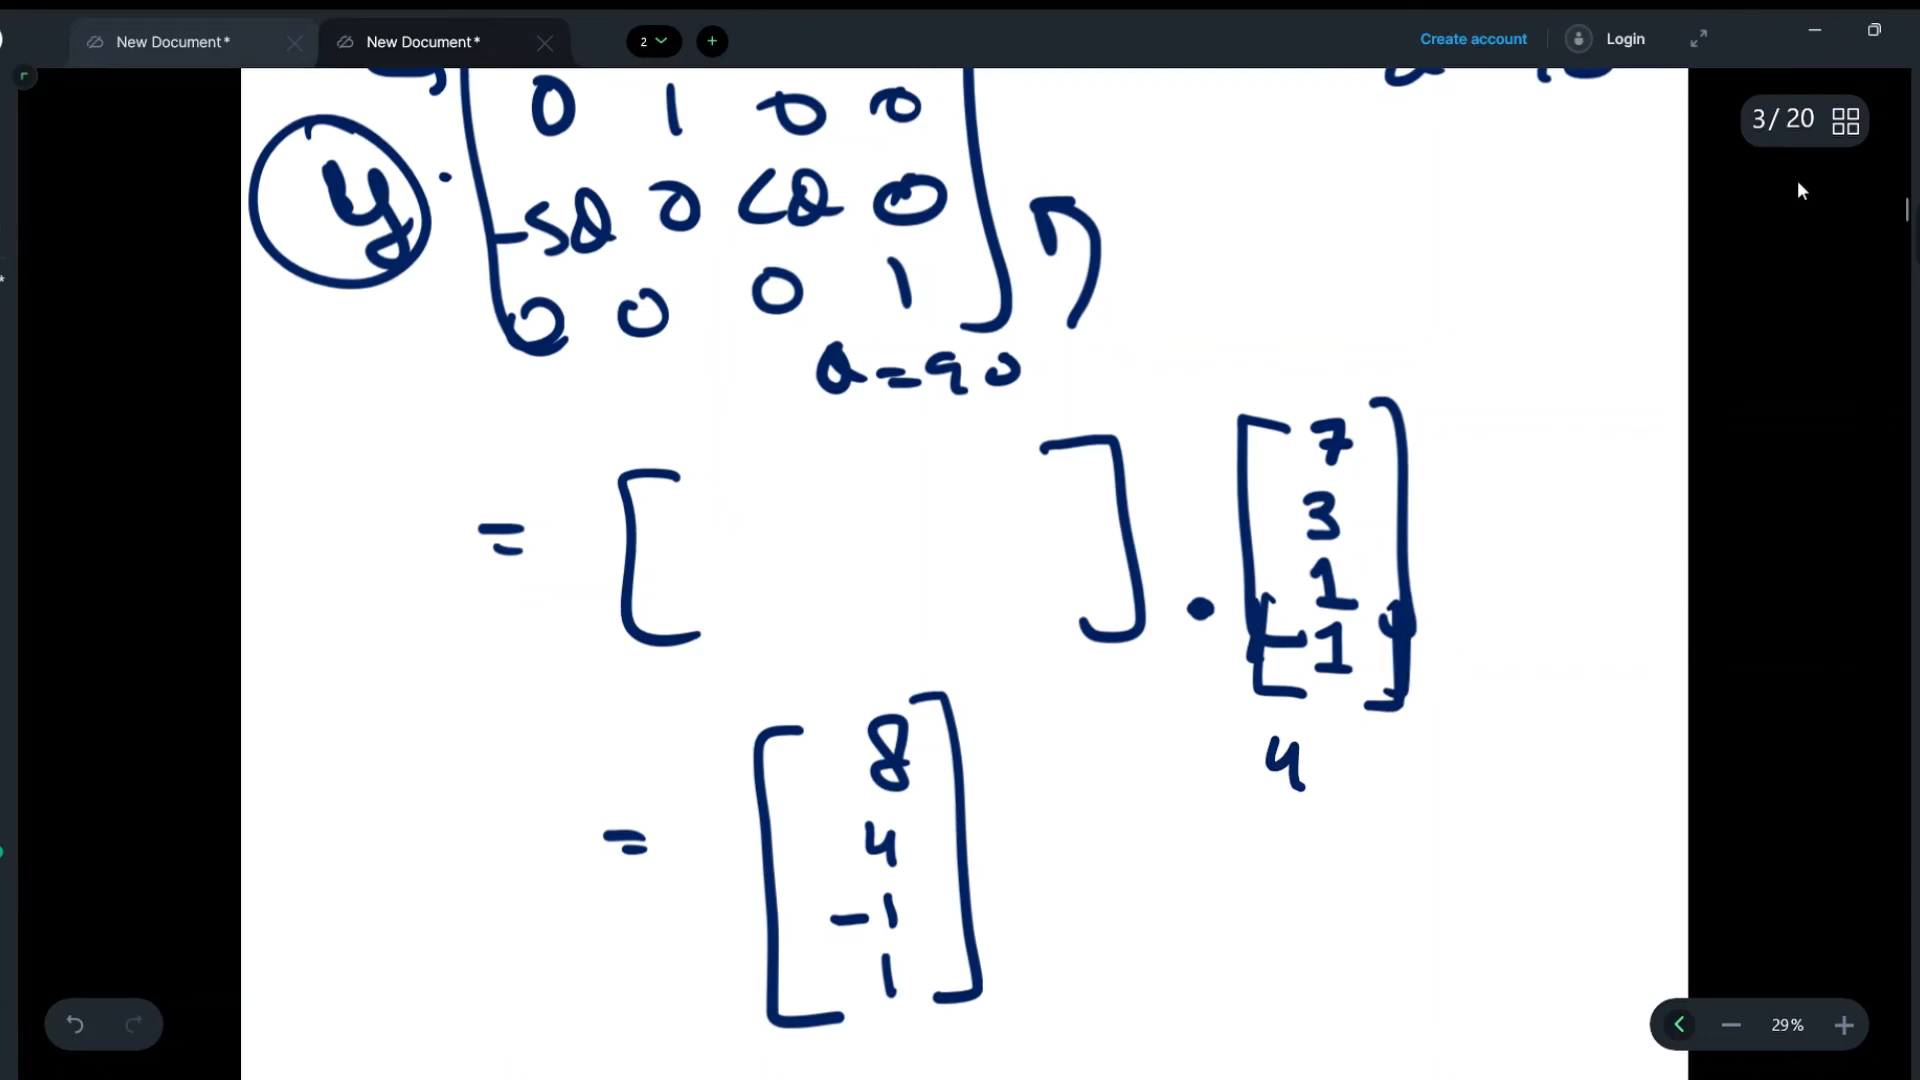 New Document* New Document* 2 Create account Login
3/ 20
0 1 0 0
y . -Sθ 0 Cθ 0
0 0 0 1
θ = 90
= [ ] . [ 7
3
1
1 ]
4
= [ 8
4
-1
1 ]
29%